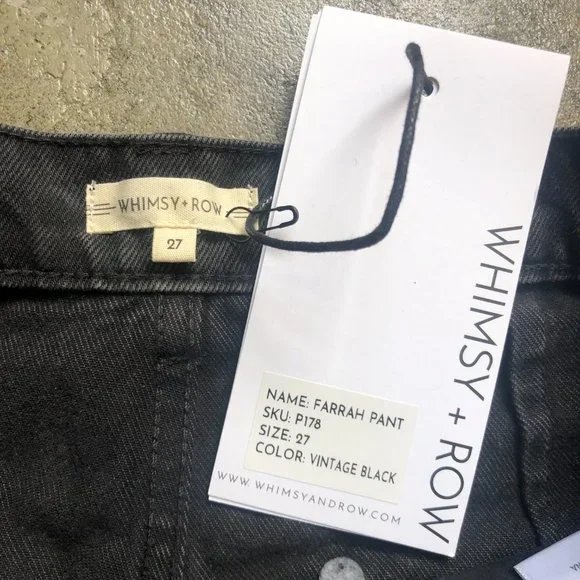 WHIMSY + ROW
27
WHIMSY + ROW
NAME: FARRAH PANT
SKU: P178
SIZE: 27
COLOR: VINTAGE BLACK
WWW.WHIMSYANDROW.COM